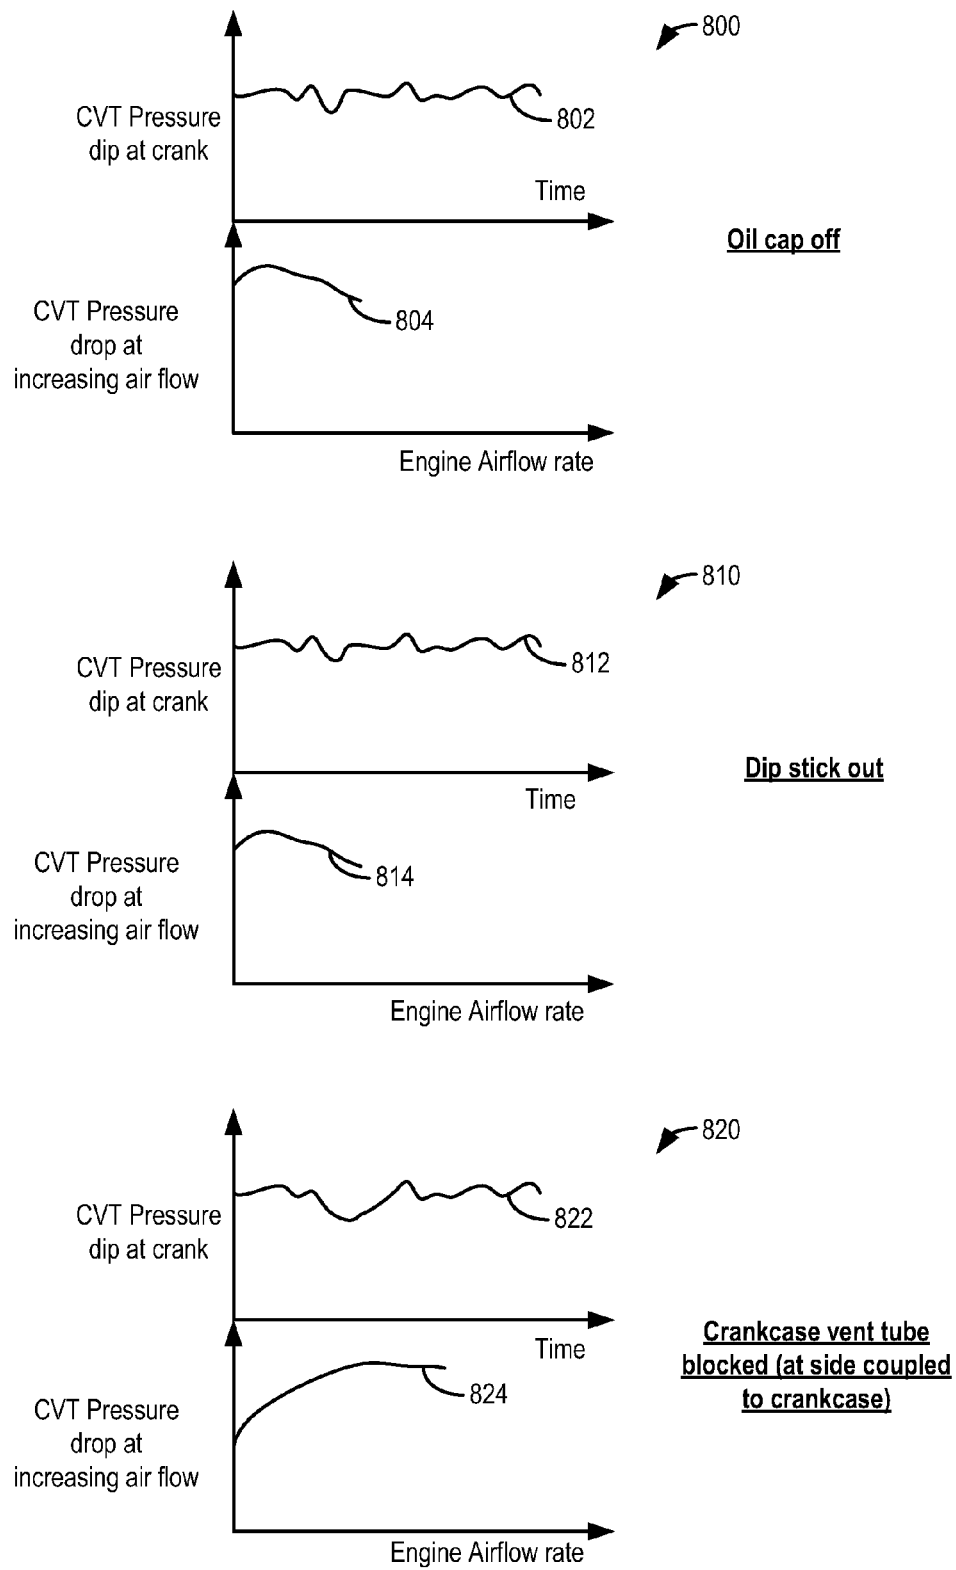 800
CVT Pressure
dip at crank
802
Time
Oil cap off
CVT Pressure
drop at
increasing air flow
804
Engine Airflow rate
810
CVT Pressure
dip at crank
812
Time
Dip stick out
CVT Pressure
drop at
increasing air flow
814
Engine Airflow rate
820
CVT Pressure
dip at crank
822
Time
Crankcase vent tube
blocked (at side coupled
to crankcase)
CVT Pressure
drop at
increasing air flow
824
Engine Airflow rate